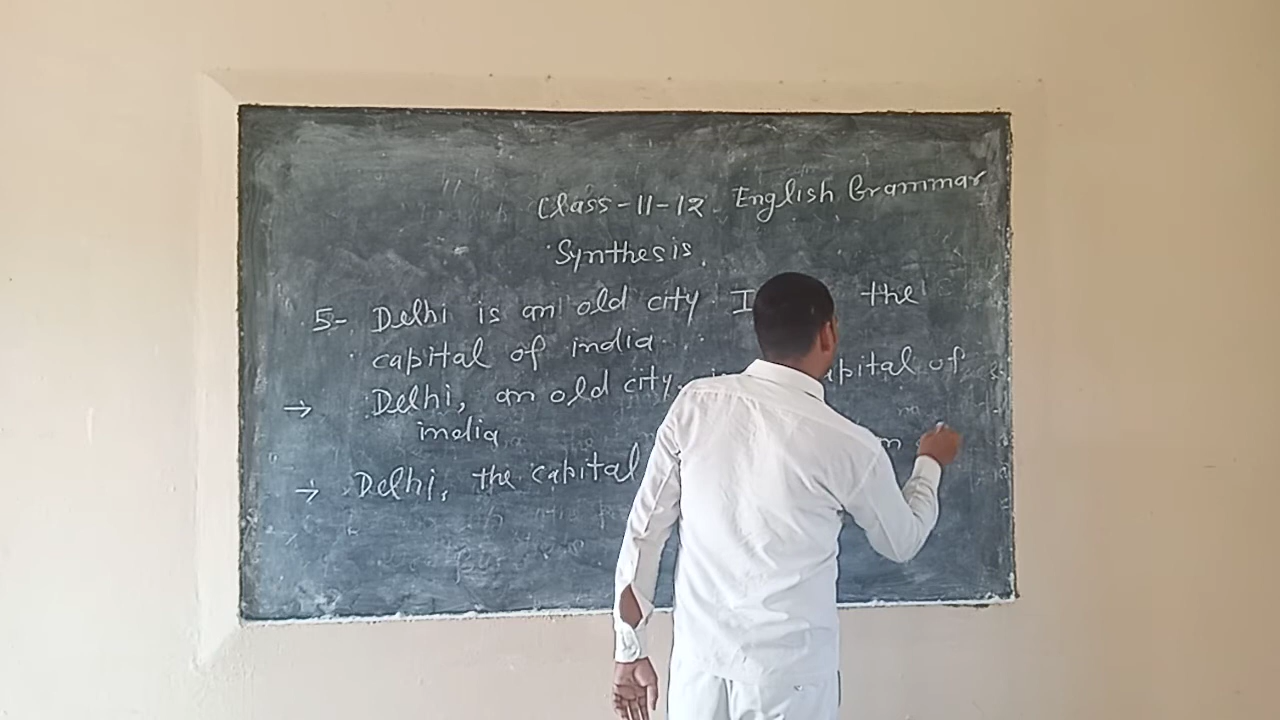 Class-11-12. English Grammar
Synthesis.
5- Delhi is an old city. I the
capital of india.
→ Delhi, an old city, capital of
india
→ Delhi, the capital